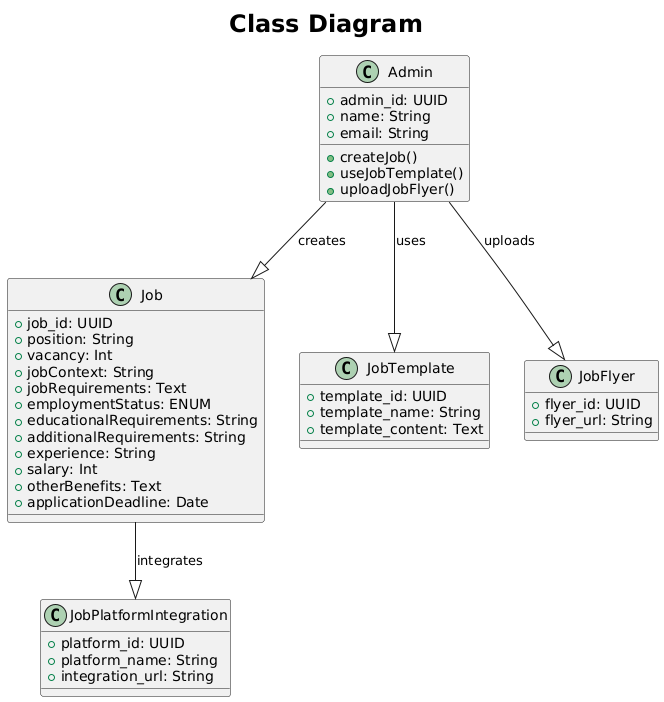 Class Diagram
C Admin
admin_id: UUID
name: String
email: String
createJob()
useJobTemplate()
uploadJobFlyer()
creates
uses
uploads
C Job
job_id: UUID
position: String
vacancy: Int
jobContext: String
jobRequirements: Text
employmentStatus: ENUM
educationalRequirements: String
additionalRequirements: String
experience: String
salary: Int
otherBenefits: Text
applicationDeadline: Date
C JobTemplate
template_id: UUID
template_name: String
template_content: Text
C JobFlyer
flyer_id: UUID
flyer_url: String
integrates
C JobPlatformIntegration
platform_id: UUID
platform_name: String
integration_url: String